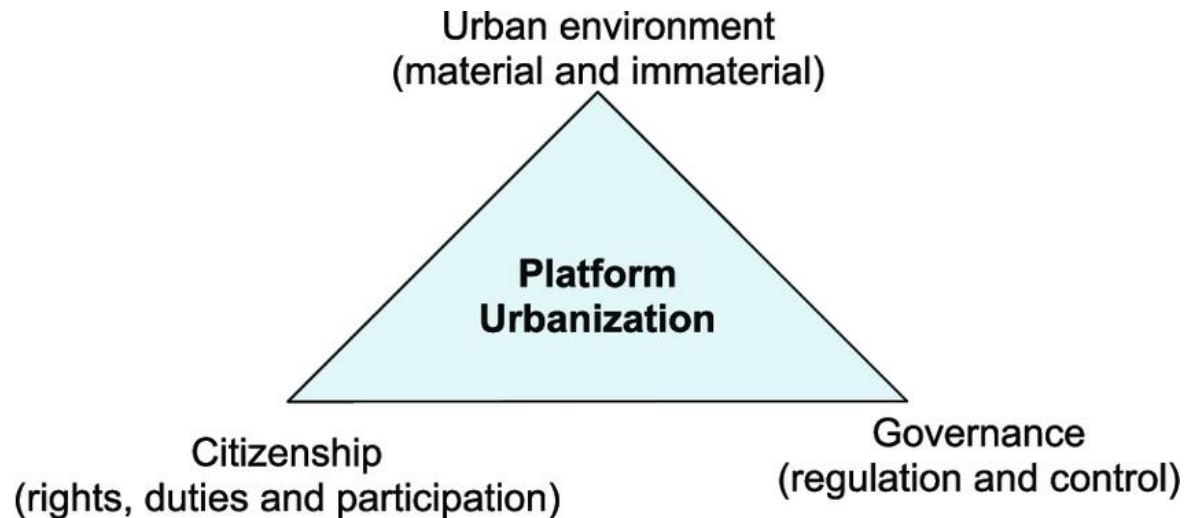 Urban environment
(material and immaterial)
Platform
Urbanization
Citizenship
(rights, duties and participation)
Governance
(regulation and control)